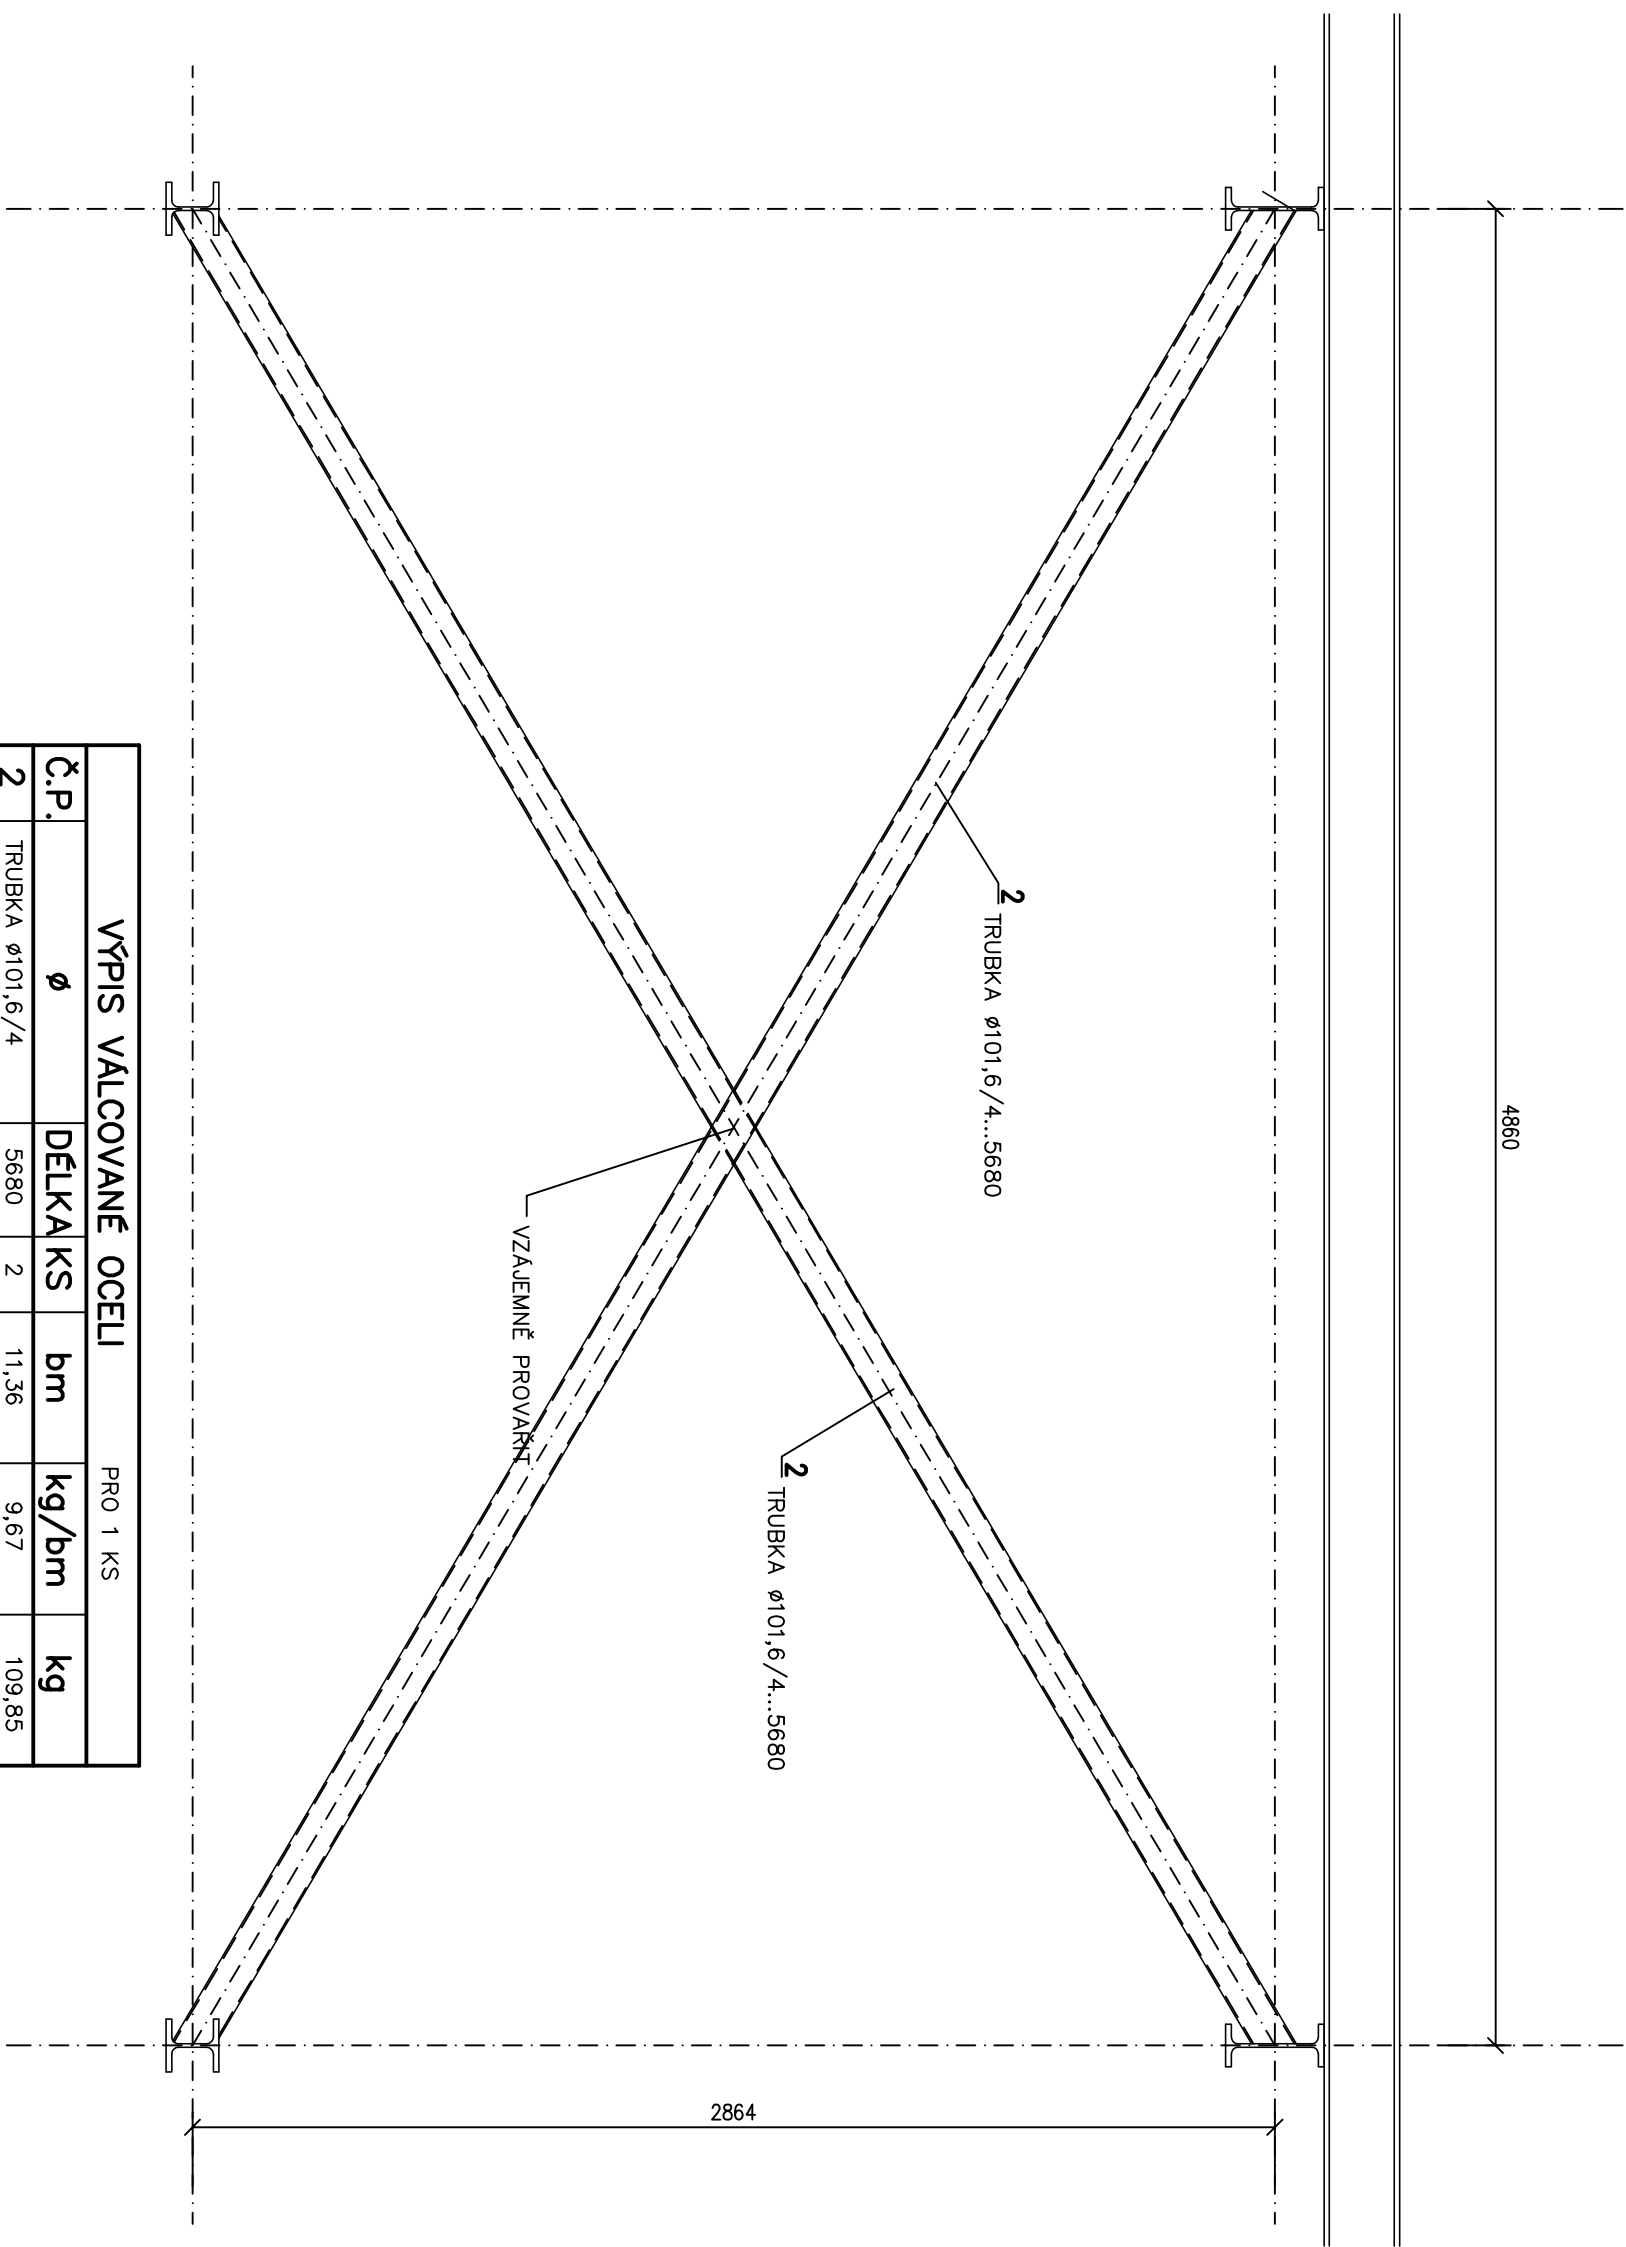 4860
2 TRUBKA ø101,6/4...5680
2 TRUBKA ø101,6/4...5680
VZÁJEMNĚ PROVAŘIT
2864
VÝPIS VÁLCOVANÉ OCELI PRO 1 KS
Č.P. ø DÉLKA KS bm kg/bm kg
2 TRUBKA ø101,6/4 5680 2 11,36 9,67 109,85